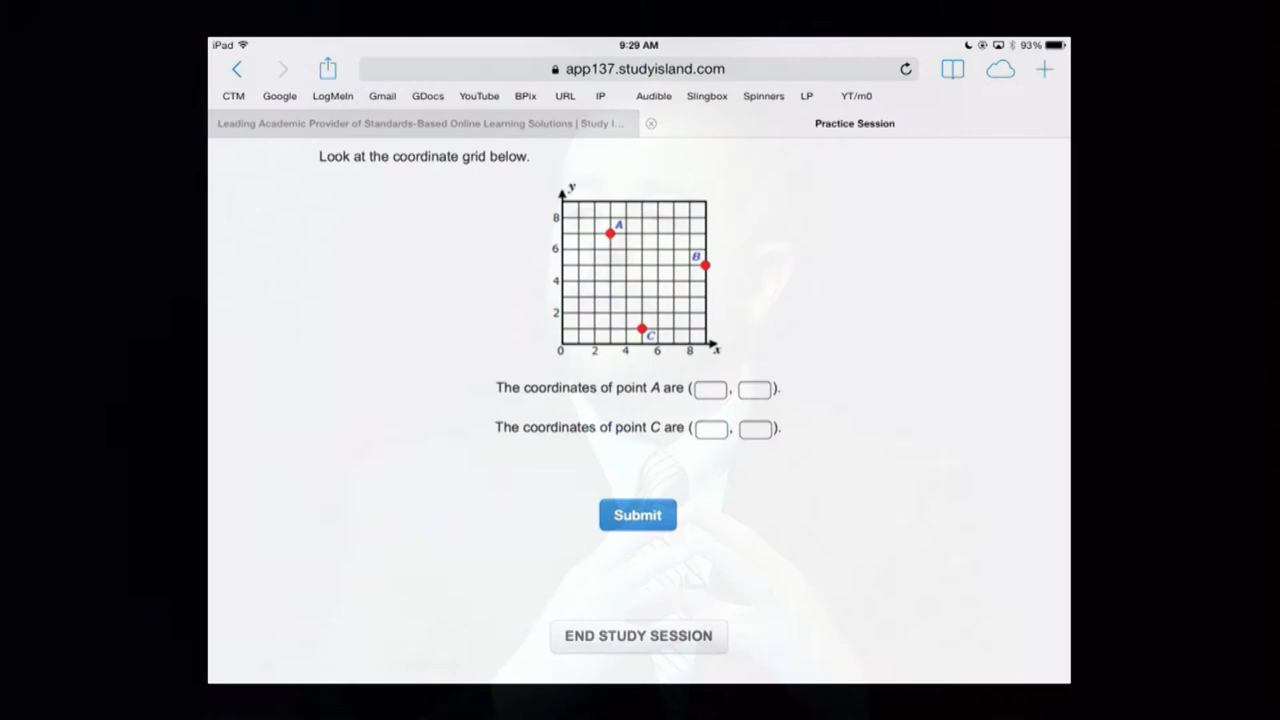 iPad 9:29 AM 93%
app137.studyisland.com
CTM Google LogMeIn Gmail GDocs YouTube BPix URL IP Audible Slingbox Spinners LP YT/m0
Leading Academic Provider of Standards-Based Online Learning Solutions | Study I... Practice Session
Look at the coordinate grid below.
y
8
A
6
B
4
2
C
0 2 4 6 8 x
The coordinates of point A are ( , ).
The coordinates of point C are ( , ).
Submit
END STUDY SESSION